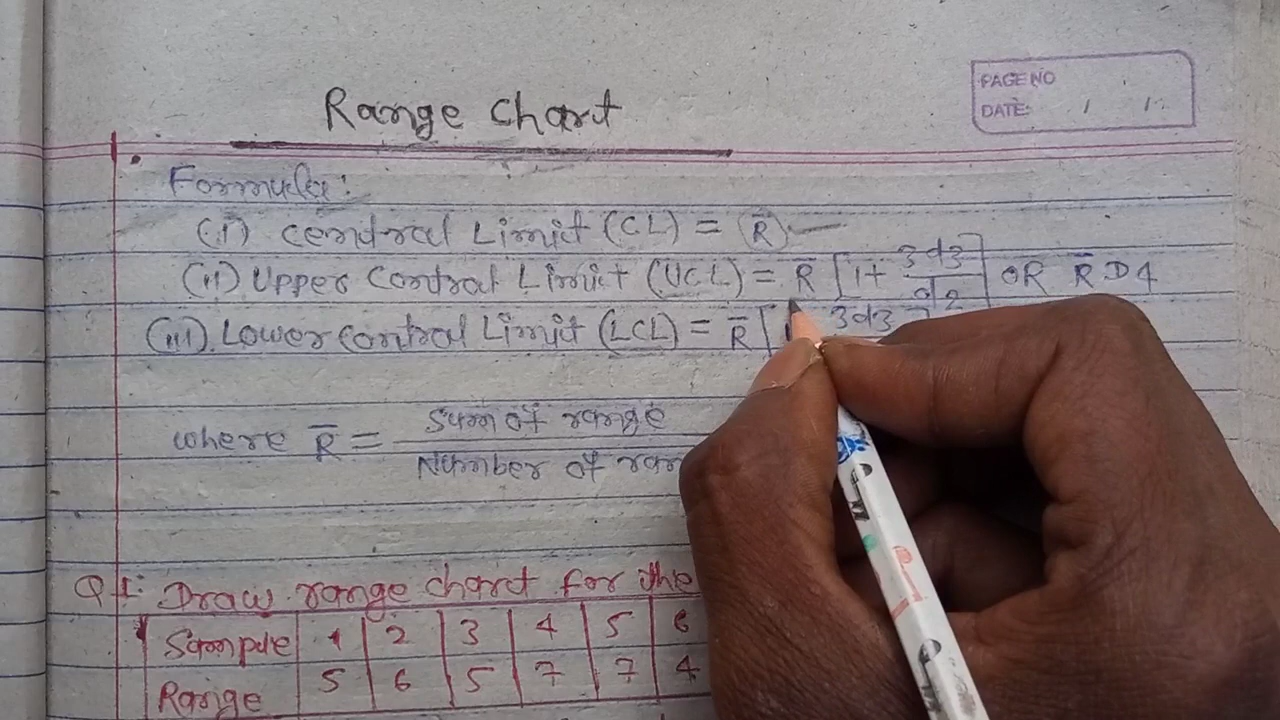 PAGE NO
DATE: / /
Range Chart
Formula:
(i) Central Limit (CL) = R̅
(ii) Upper Control Limit (UCL) = R̅ [1+ 3d3/d2] OR R̅.D4
(iii). Lower Control Limit (LCL) = R̅ [1 3d3
where R̅ = Sum of range / Number of
Q1: Draw range chart for the
Sample 1 2 3 4 5 6
Range 5 6 5 7 7 4